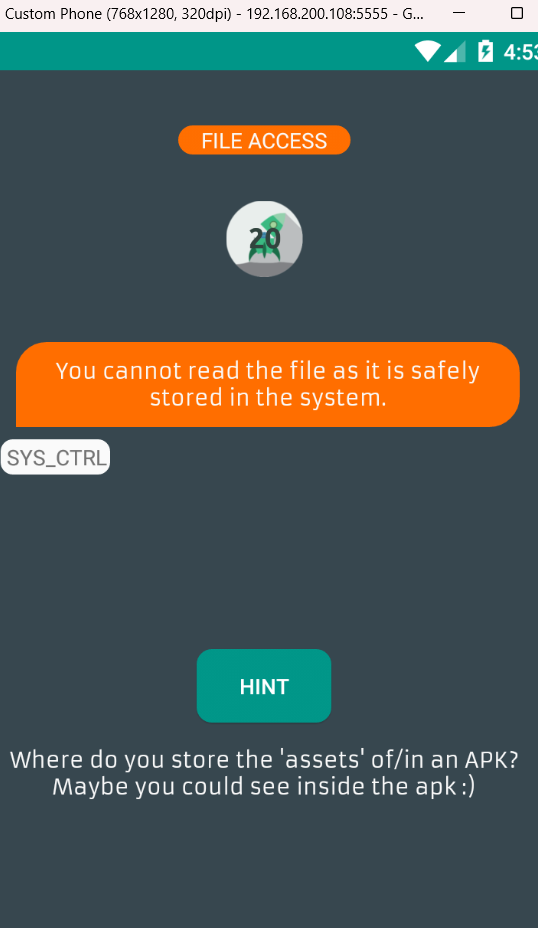 Custom Phone (768x1280, 320dpi) - 192.168.200.108:5555 - G...
4:53
FILE ACCESS
20
You cannot read the file as it is safely
stored in the system.
SYS_CTRL
HINT
Where do you store the 'assets' of/in an APK?
Maybe you could see inside the apk :)